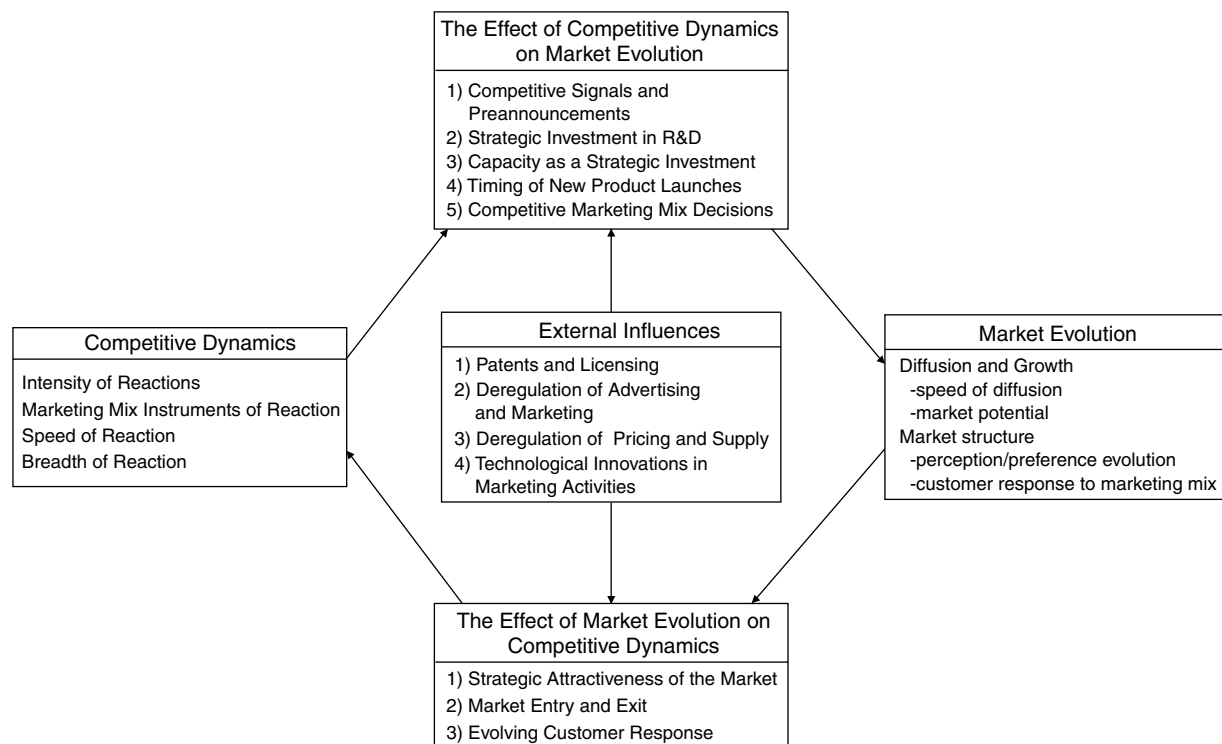 The Effect of Competitive Dynamics
on Market Evolution
1) Competitive Signals and
Preannouncements
2) Strategic Investment in R&D
3) Capacity as a Strategic Investment
4) Timing of New Product Launches
5) Competitive Marketing Mix Decisions
Competitive Dynamics
Intensity of Reactions
Marketing Mix Instruments of Reaction
Speed of Reaction
Breadth of Reaction
External Influences
1) Patents and Licensing
2) Deregulation of Advertising
and Marketing
3) Deregulation of Pricing and Supply
4) Technological Innovations in
Marketing Activities
Market Evolution
Diffusion and Growth
-speed of diffusion
-market potential
Market structure
-perception/preference evolution
-customer response to marketing mix
The Effect of Market Evolution on
Competitive Dynamics
1) Strategic Attractiveness of the Market
2) Market Entry and Exit
3) Evolving Customer Response